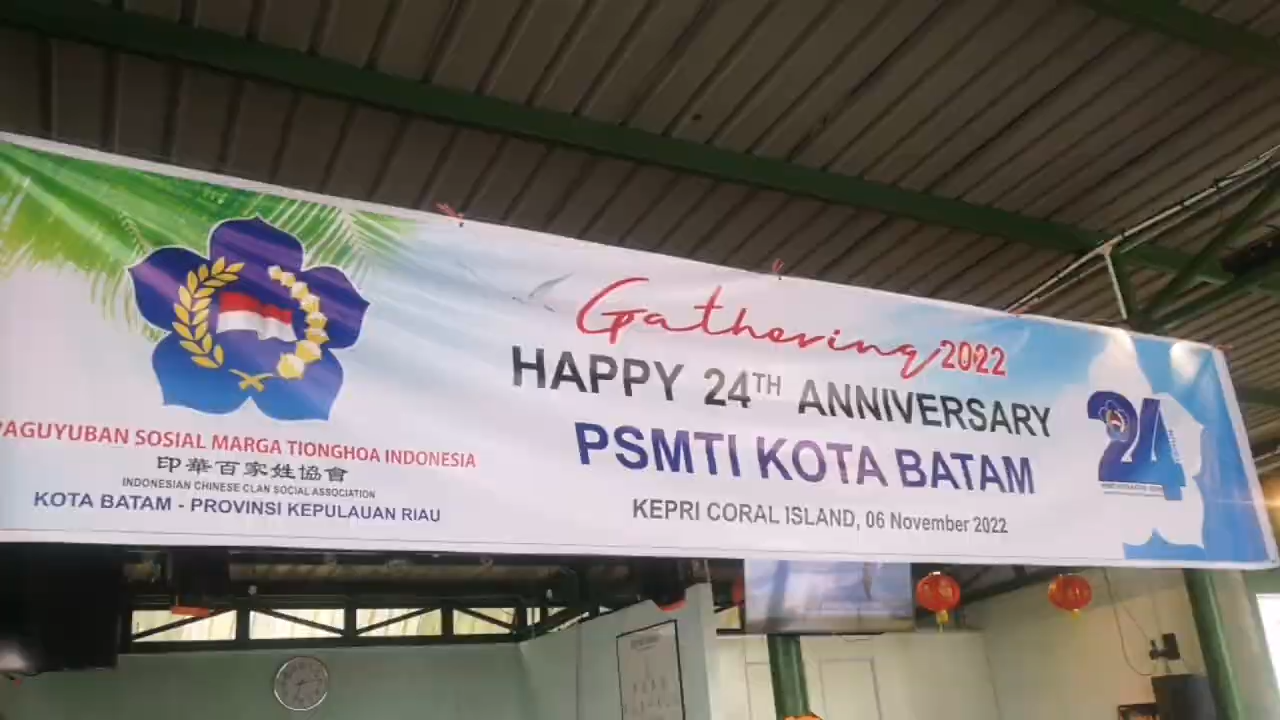 PAGUYUBAN SOSIAL MARGA TIONGHOA INDONESIA
印華百家姓協會
INDONESIAN CHINESE CLAN SOCIAL ASSOCIATION
KOTA BATAM - PROVINSI KEPULAUAN RIAU
Gathering 2022
HAPPY 24TH ANNIVERSARY
PSMTI KOTA BATAM
KEPRI CORAL ISLAND, 06 November 2022
24